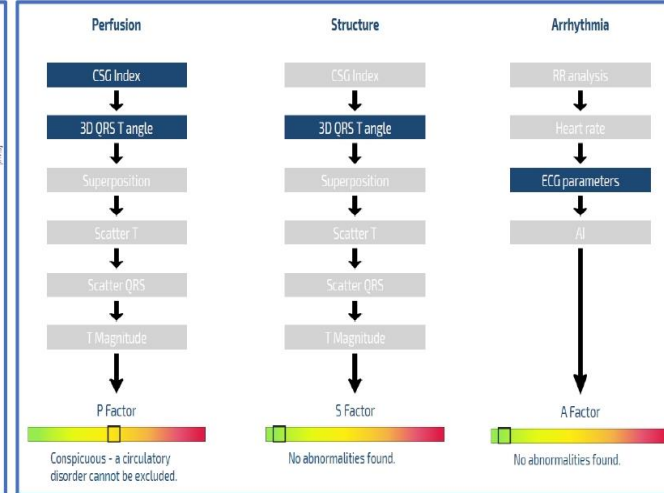 Perfusion
CSG Index
3D QRS T angle
Superposition
Scatter T
Scatter QRS
T Magnitude
P Factor
Conspicuous - a circulatory
disorder cannot be excluded.
Structure
CSG Index
3D QRS T angle
Superposition
Scatter T
Scatter QRS
T Magnitude
S Factor
No abnormalities found.
Arrhythmia
RR analysis
Heart rate
ECG parameters
AI
A Factor
No abnormalities found.